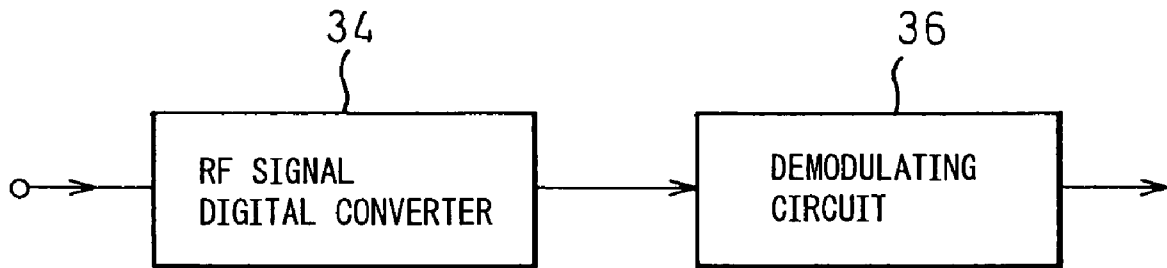 34
36
RF SIGNAL
DIGITAL CONVERTER
DEMODULATING
CIRCUIT